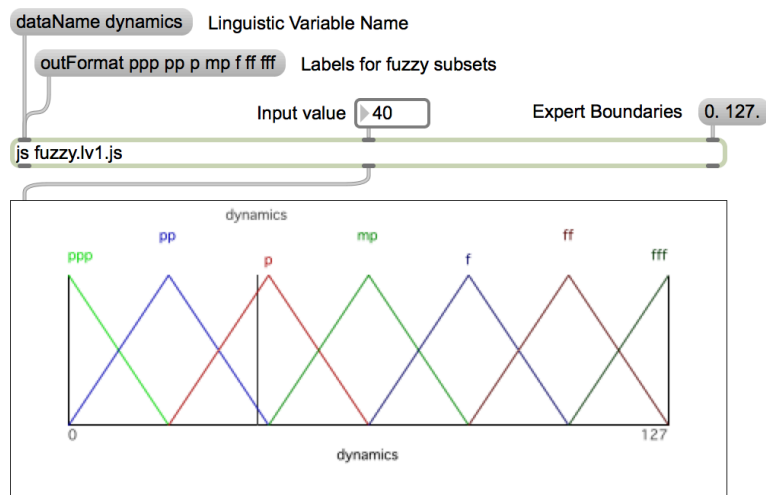 dataName dynamics Linguistic Variable Name
outFormat ppp pp p mp f ff fff Labels for fuzzy subsets
Input value 40 Expert Boundaries 0. 127.
js fuzzy.lv1.js
dynamics
ppp pp p mp f ff fff
0 127
dynamics